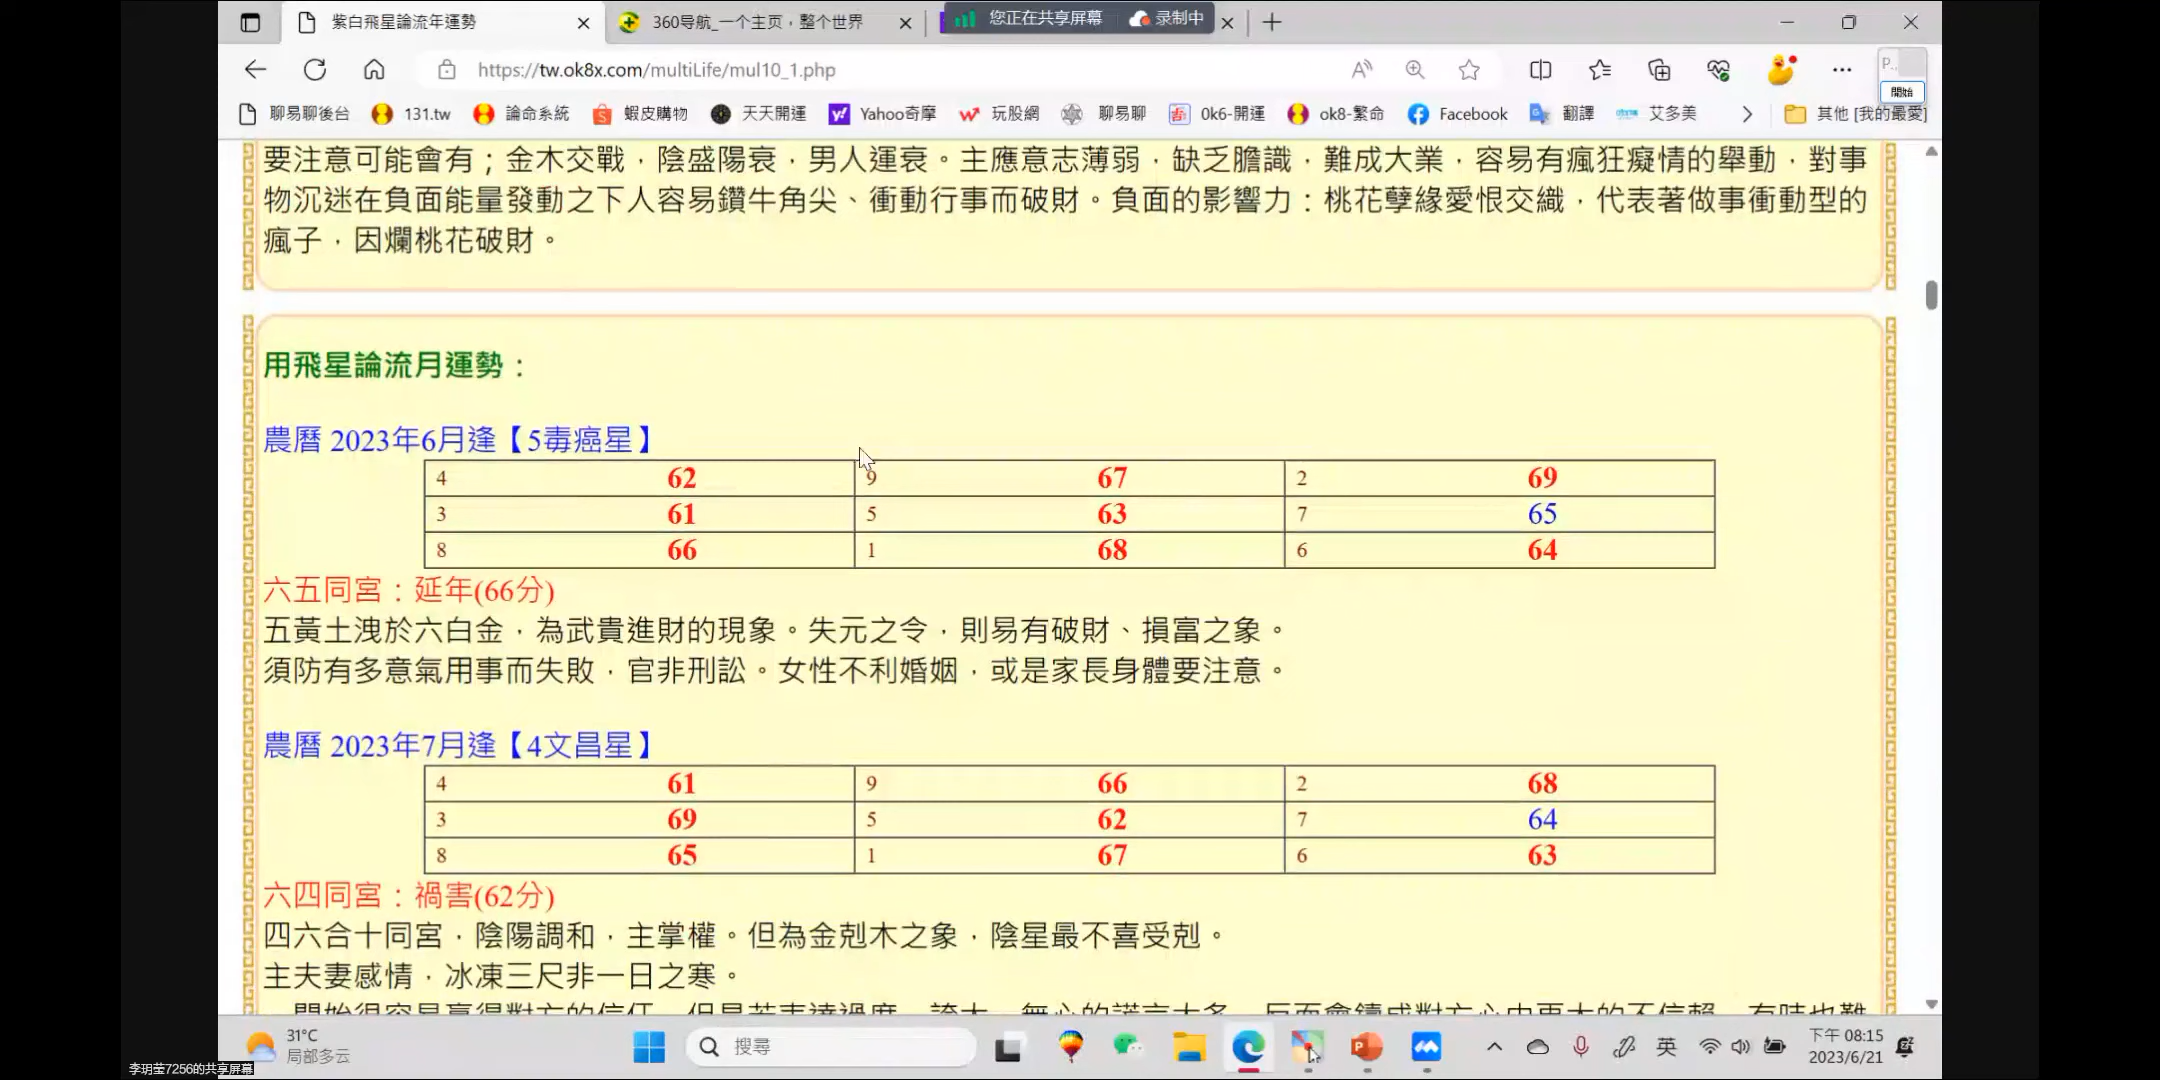 紫白飛星論流年運勢
360导航_一个主页，整个世界
您正在共享屏幕
录制中
https://tw.ok8x.com/multiLife/mul10_1.php
P..
開始
聊易聊後台
131.tw
論命系統
蝦皮購物
天天開運
Yahoo奇摩
玩股網
聊易聊
0k6-開運
ok8-繁命
Facebook
翻譯
艾多美
其他 [我的最愛]
要注意可能會有；金木交戰，陰盛陽衰，男人運衰。主應意志薄弱，缺乏膽識，難成大業，容易有瘋狂癡情的舉動，對事
物沉迷在負面能量發動之下人容易鑽牛角尖、衝動行事而破財。負面的影響力：桃花孽緣愛恨交織，代表著做事衝動型的
瘋子，因爛桃花破財。
用飛星論流月運勢：
農曆 2023年6月逢【5毒癌星】
4 62 9 67 2 69
3 61 5 63 7 65
8 66 1 68 6 64
六五同宮：延年(66分)
五黃土洩於六白金，為武貴進財的現象。失元之令，則易有破財、損富之象。
須防有多意氣用事而失敗，官非刑訟。女性不利婚姻，或是家長身體要注意。
農曆 2023年7月逢【4文昌星】
4 61 9 66 2 68
3 69 5 62 7 64
8 65 1 67 6 63
六四同宮：禍害(62分)
四六合十同宮，陰陽調和，主掌權。但為金剋木之象，陰星最不喜受剋。
主夫妻感情，冰凍三尺非一日之寒。
31°C
局部多云
搜尋
英
下午 08:15
2023/6/21
李玥莹7256的共享屏幕